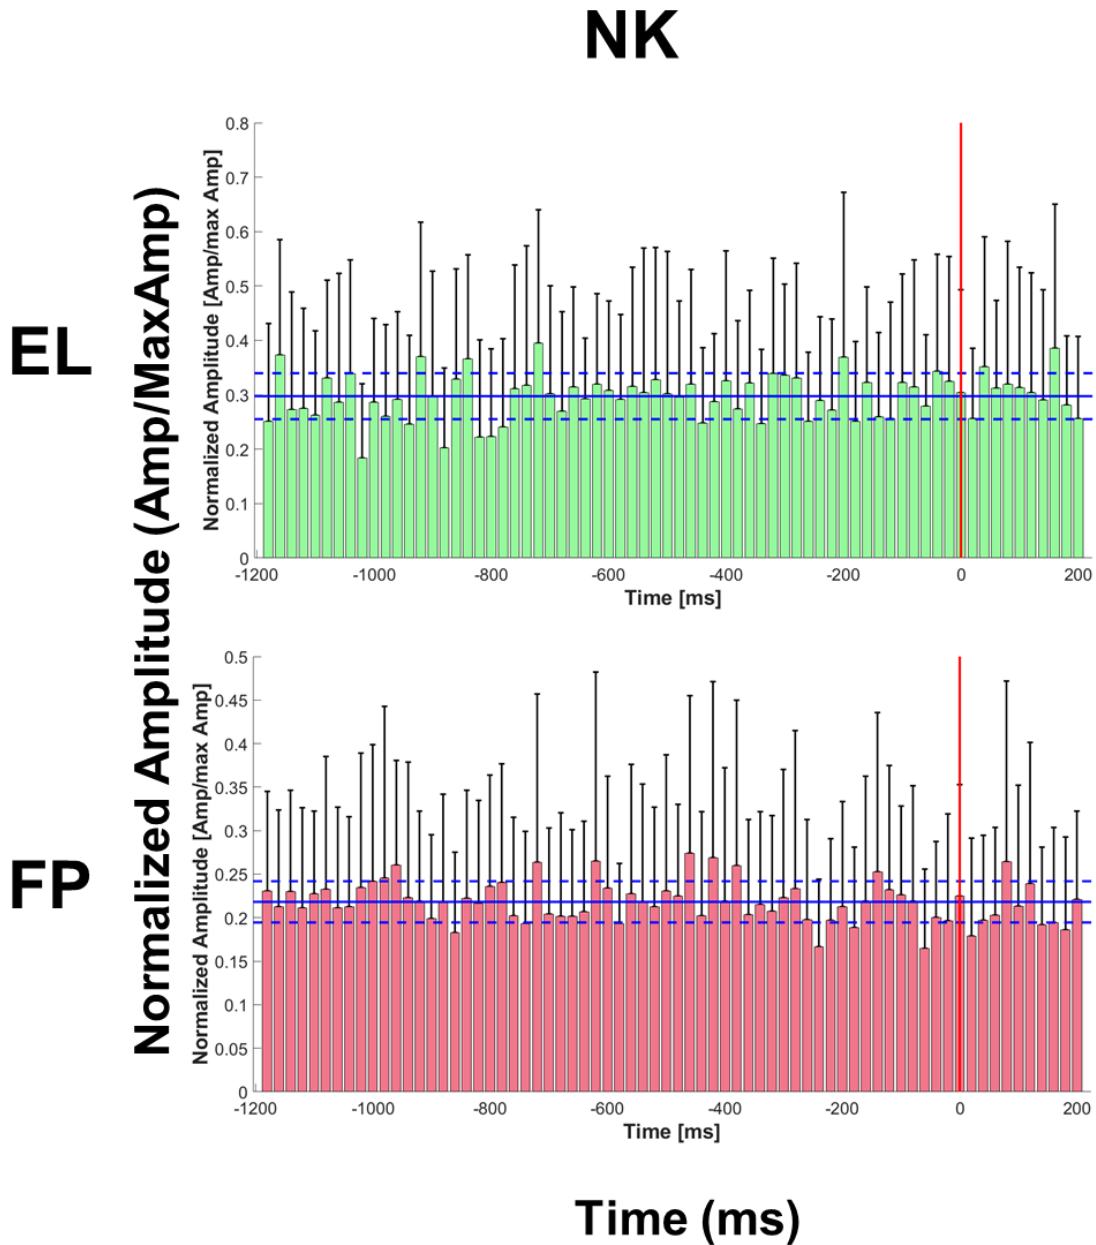 NK
EL
FP
Normalized Amplitude (Amp/MaxAmp)
Normalized Amplitude [Amp/max Amp]
0.8
0.7
0.6
0.5
0.4
0.3
0.2
0.1
0
-1200 -1000 -800 -600 -400 -200 0 200
Time [ms]
Normalized Amplitude [Amp/max Amp]
0.5
0.45
0.4
0.35
0.3
0.25
0.2
0.15
0.1
0.05
0
-1200 -1000 -800 -600 -400 -200 0 200
Time [ms]
Time (ms)